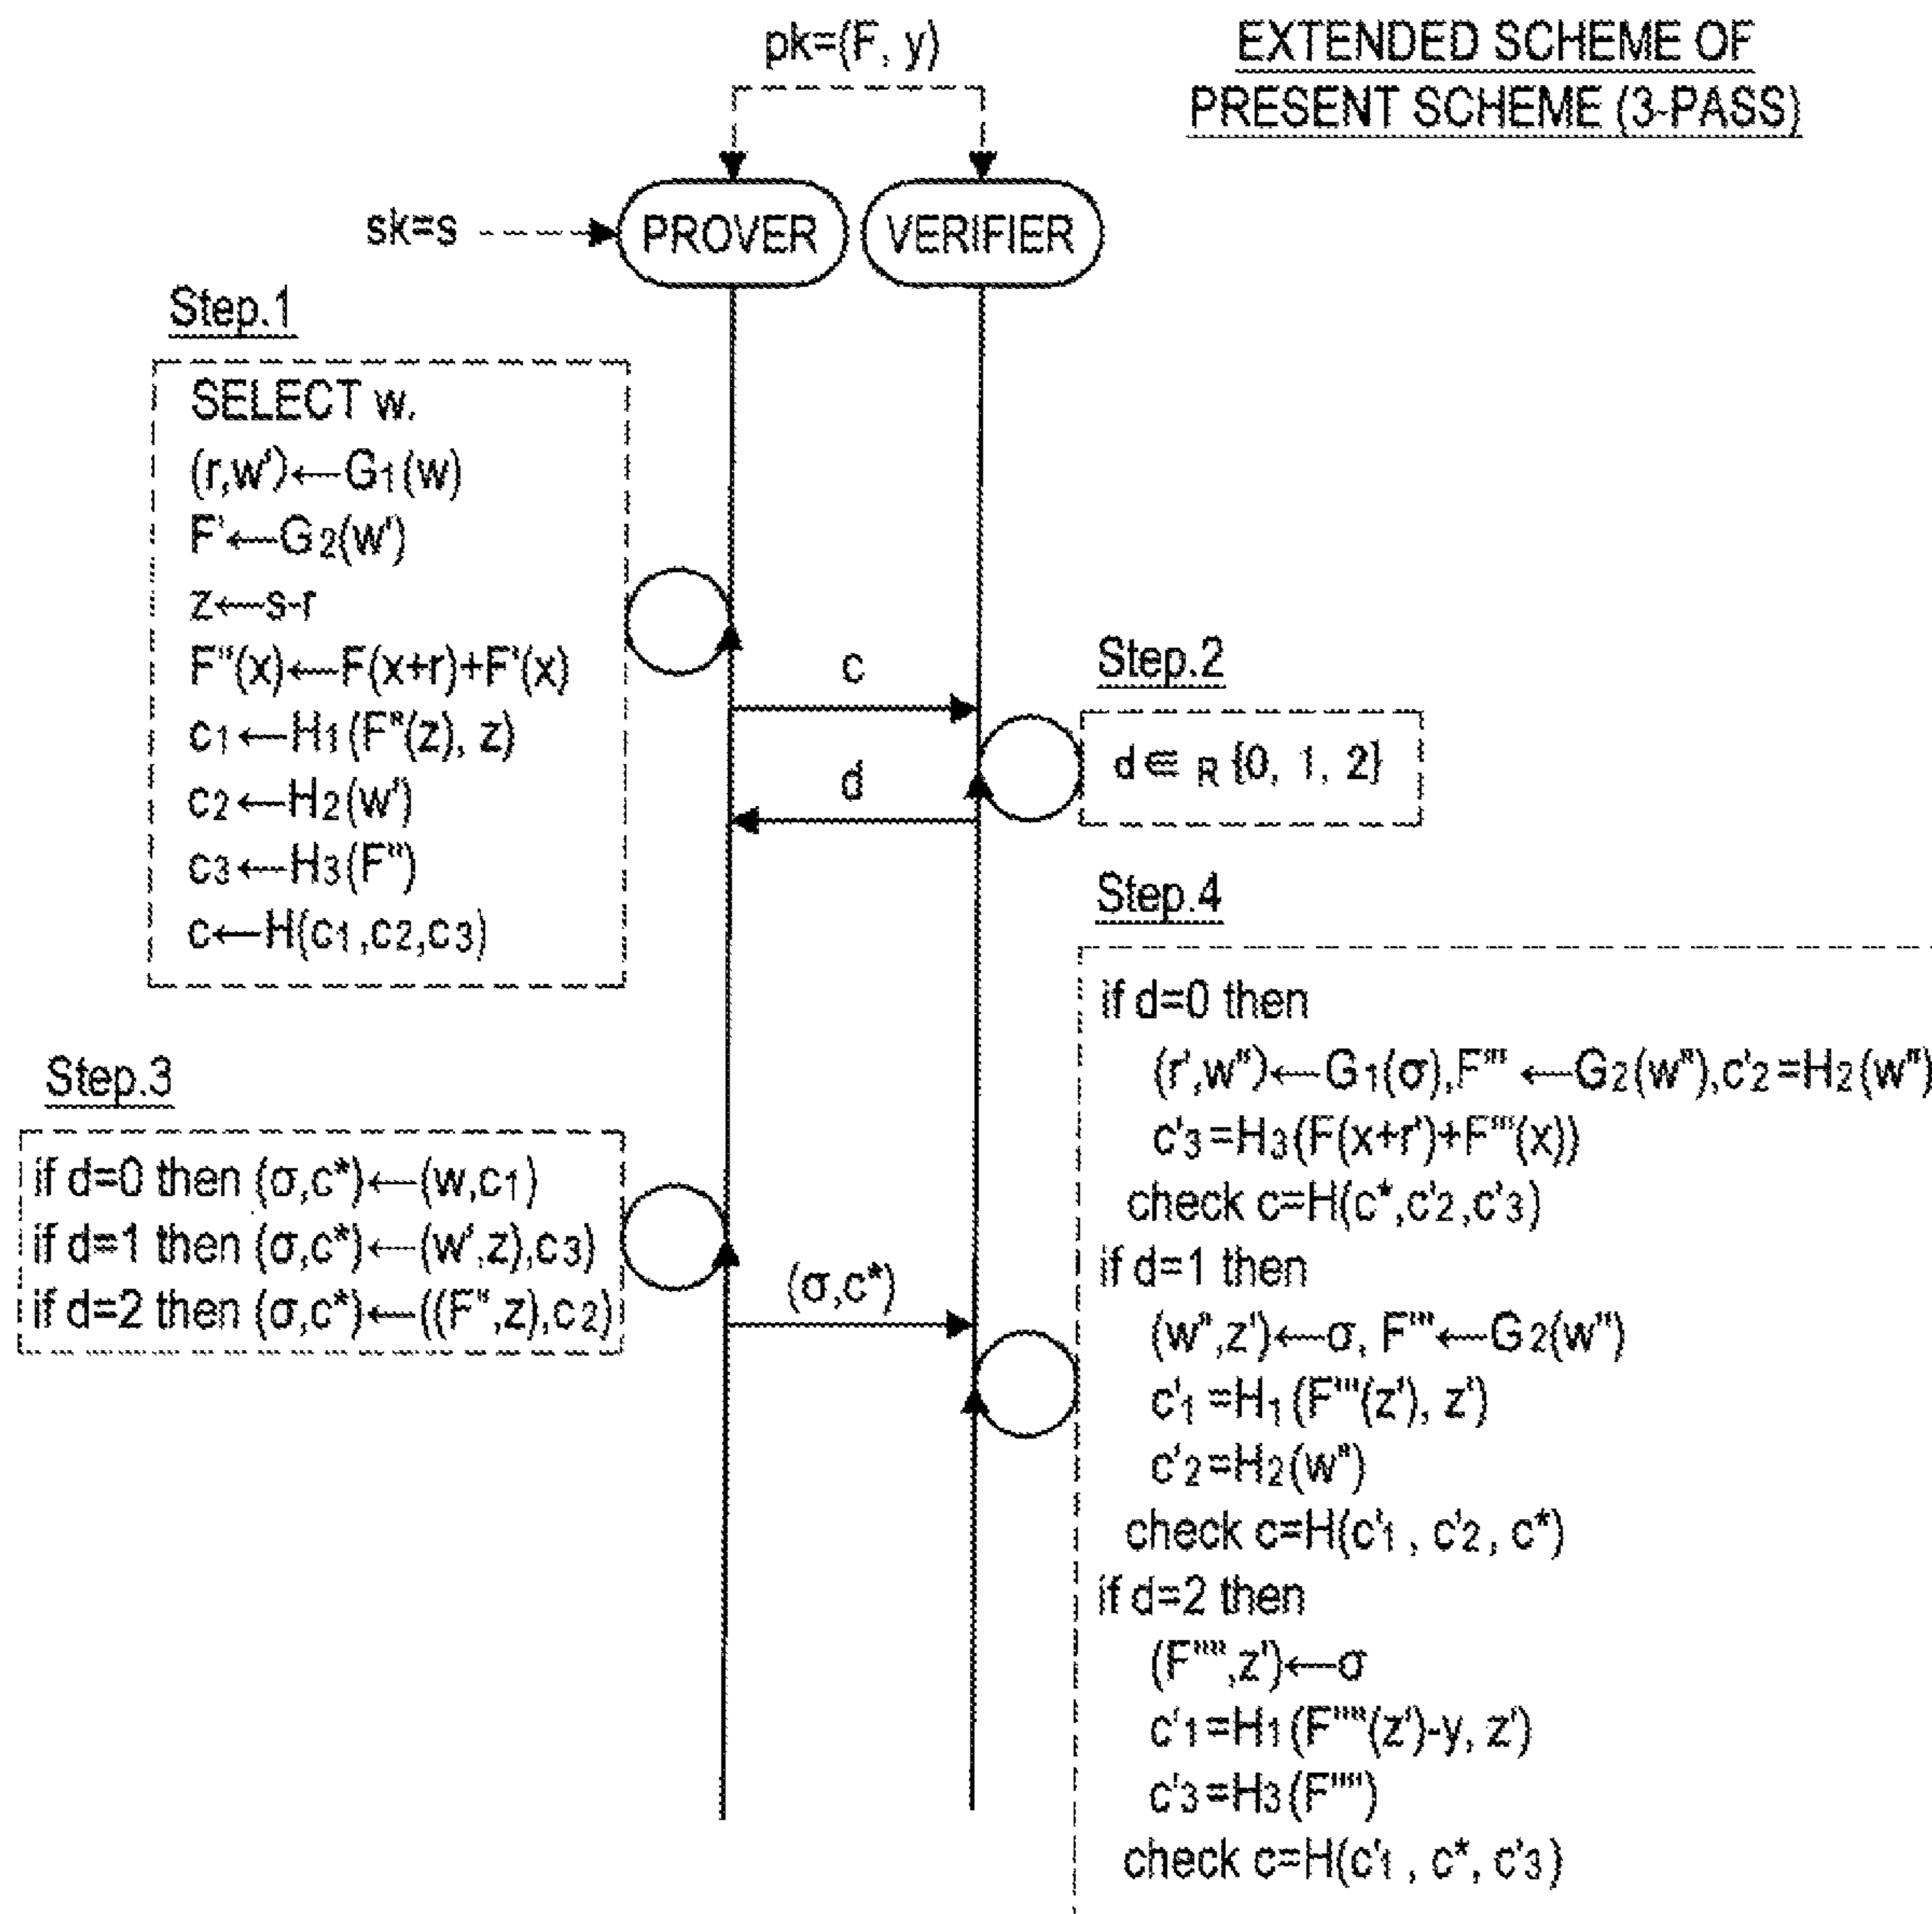 pk=(F, y)
EXTENDED SCHEME OF
PRESENT SCHEME (3-PASS)
sk=s
PROVER
VERIFIER
Step.1
SELECT w.
(r,w')←G1(w)
F'←G2(w')
z←s-r
F"(x)←F(x+r)+F'(x)
c1←H1(F"(z), z)
c2←H2(w')
c3←H3(F")
c←H(c1,c2,c3)
c
Step.2
d∈R{0, 1, 2}
d
Step.3
if d=0 then (σ,c*)←(w,c1)
if d=1 then (σ,c*)←(w',z),c3)
if d=2 then (σ,c*)←((F",z),c2)
(σ,c*)
Step.4
if d=0 then
(r',w")←G1(σ),F'"←G2(w"),c'2=H2(w")
c'3=H3(F(x+r')+F'"(x))
check c=H(c*,c'2,c'3)
if d=1 then
(w",z')←σ, F'"←G2(w")
c'1=H1(F'"(z'), z')
c'2=H2(w")
check c=H(c'1, c'2, c*)
if d=2 then
(F"",z')←σ
c'1=H1(F""(z')-y, z')
c'3=H3(F"")
check c=H(c'1, c*, c'3)